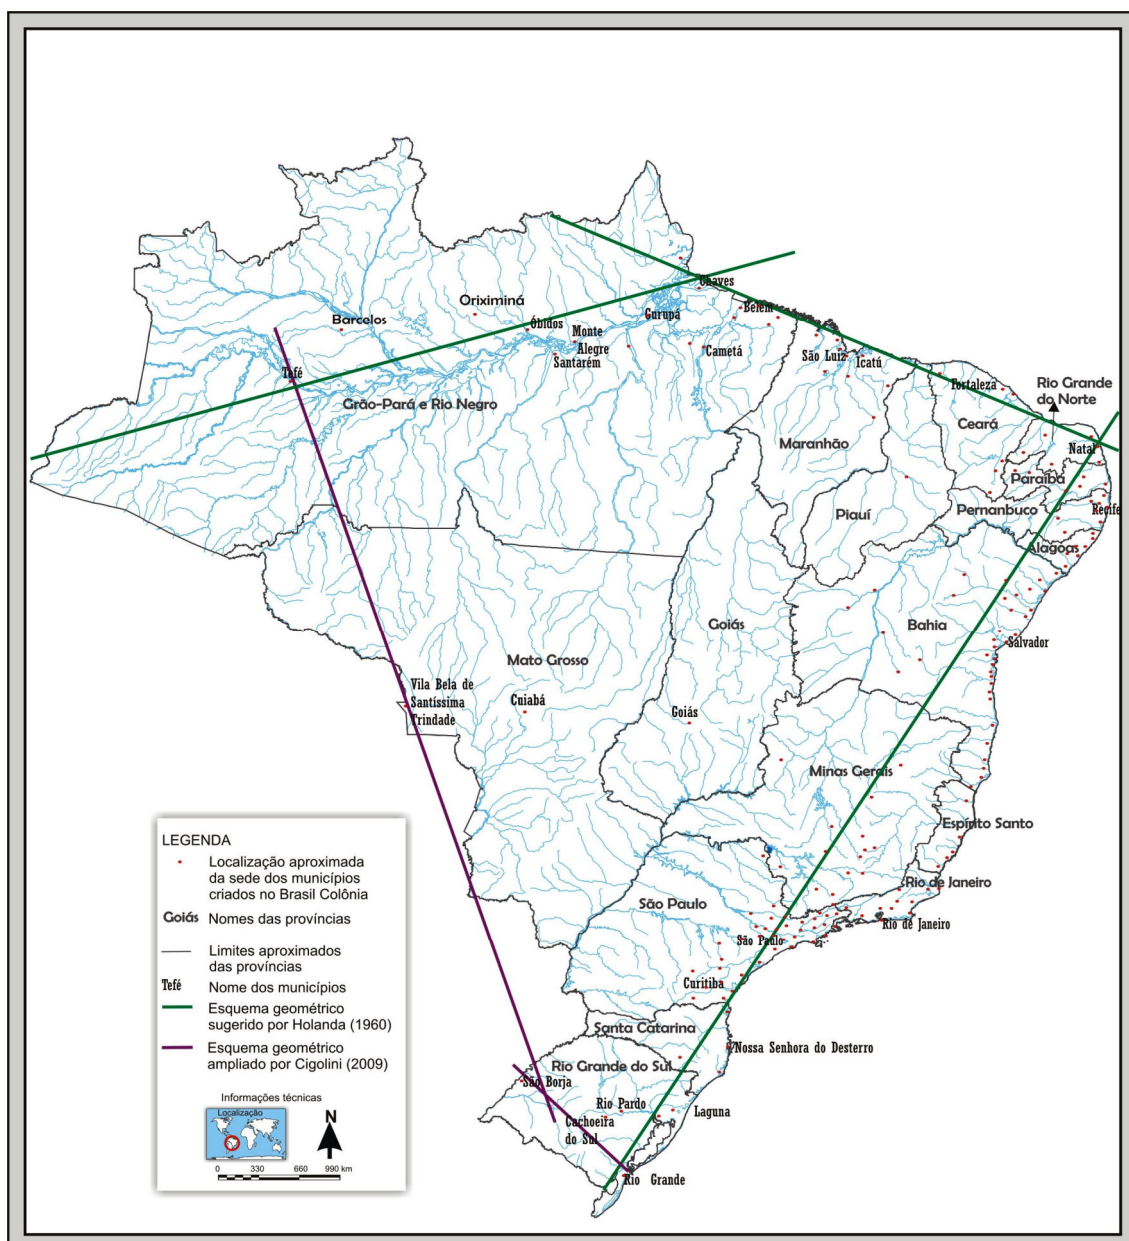 Chaves
Oriximiná
Belém
Barcelos
Gurupá
Óbidos
Monte
Alegre
Santarém
Cametá
São Luiz
Icatú
Tefé
Fortaleza
Rio Grande
do Norte
Grão-Pará e Rio Negro
Ceará
Maranhão
Natal
Paraíba
Piauí
Pernambuco
Recife
Alagoas
Goiás
Bahia
Salvador
Mato Grosso
Vila Bela de
Santíssima
Trindade
Cuiabá
Goiás
Minas Gerais
Espírito Santo
Rio de Janeiro
São Paulo
Rio de Janeiro
São Paulo
Curitiba
Santa Catarina
Nossa Senhora do Desterro
Rio Grande do Sul
São Borja
Rio Pardo
Laguna
Cachoeira
do Sul
Rio Grande
LEGENDA
Localização aproximada
da sede dos municípios
criados no Brasil Colônia
Goiás Nomes das províncias
Limites aproximados
das províncias
Tefé Nome dos municípios
Esquema geométrico
sugerido por Holanda (1960)
Esquema geométrico
ampliado por Cigolini (2009)
Informações técnicas
Localização
N
0 330 660 990 km